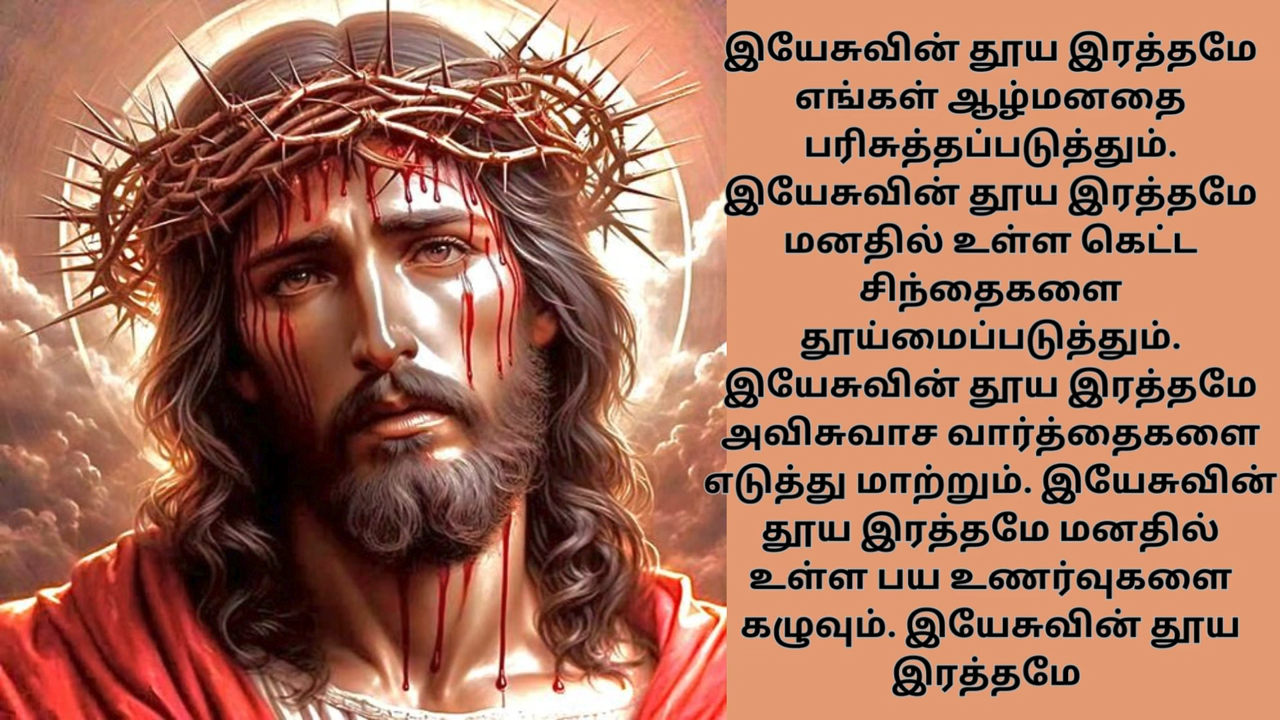 இயேசுவின் தூய இரத்தமே
எங்கள் ஆழ்மனதை
பரிசுத்தப்படுத்தும்.
இயேசுவின் தூய இரத்தமே
மனதில் உள்ள கெட்ட
சிந்தைகளை
தூய்மைப்படுத்தும்.
இயேசுவின் தூய இரத்தமே
அவிசுவாச வார்த்தைகளை
எடுத்து மாற்றும். இயேசுவின்
தூய இரத்தமே மனதில்
உள்ள பய உணர்வுகளை
கழுவும். இயேசுவின் தூய
இரத்தமே